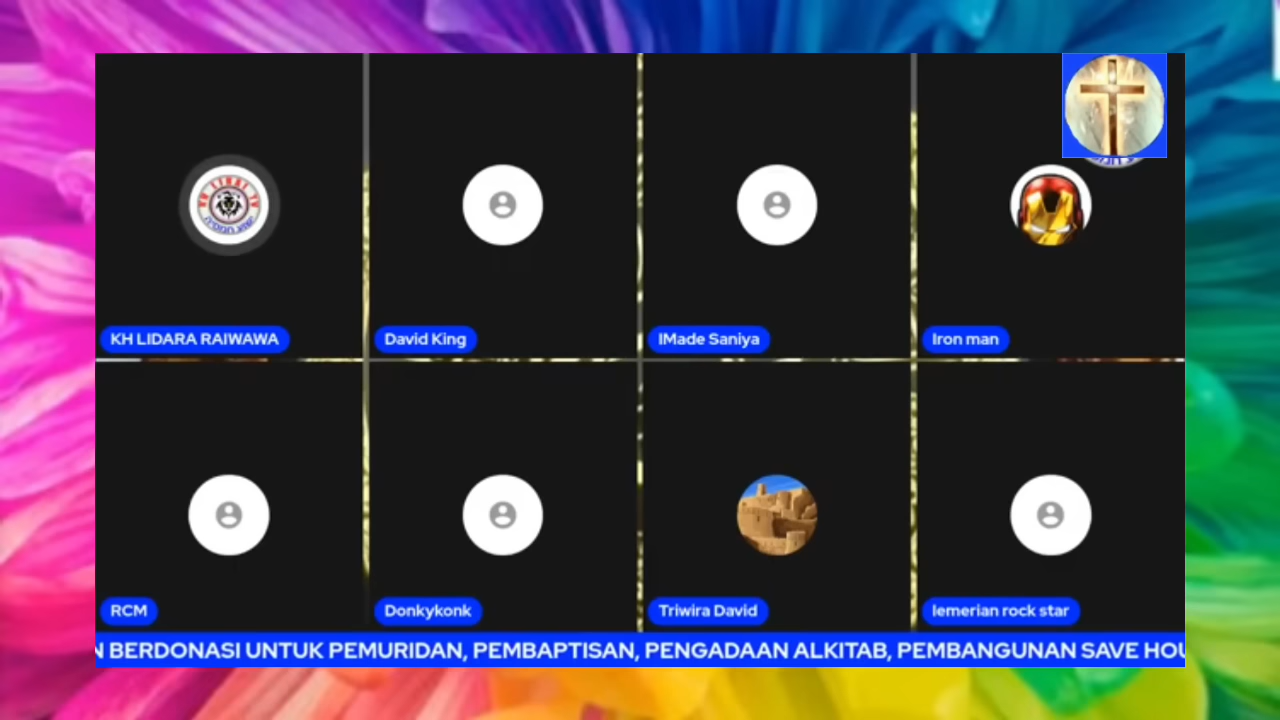 KH LIDARA RAIWAWA
David King
IMade Saniya
Iron man
RCM
Donkykonk
Triwira David
lemerian rock star
N BERDONASI UNTUK PEMURIDAN, PEMBAPTISAN, PENGADAAN ALKITAB, PEMBANGUNAN SAVE HOU